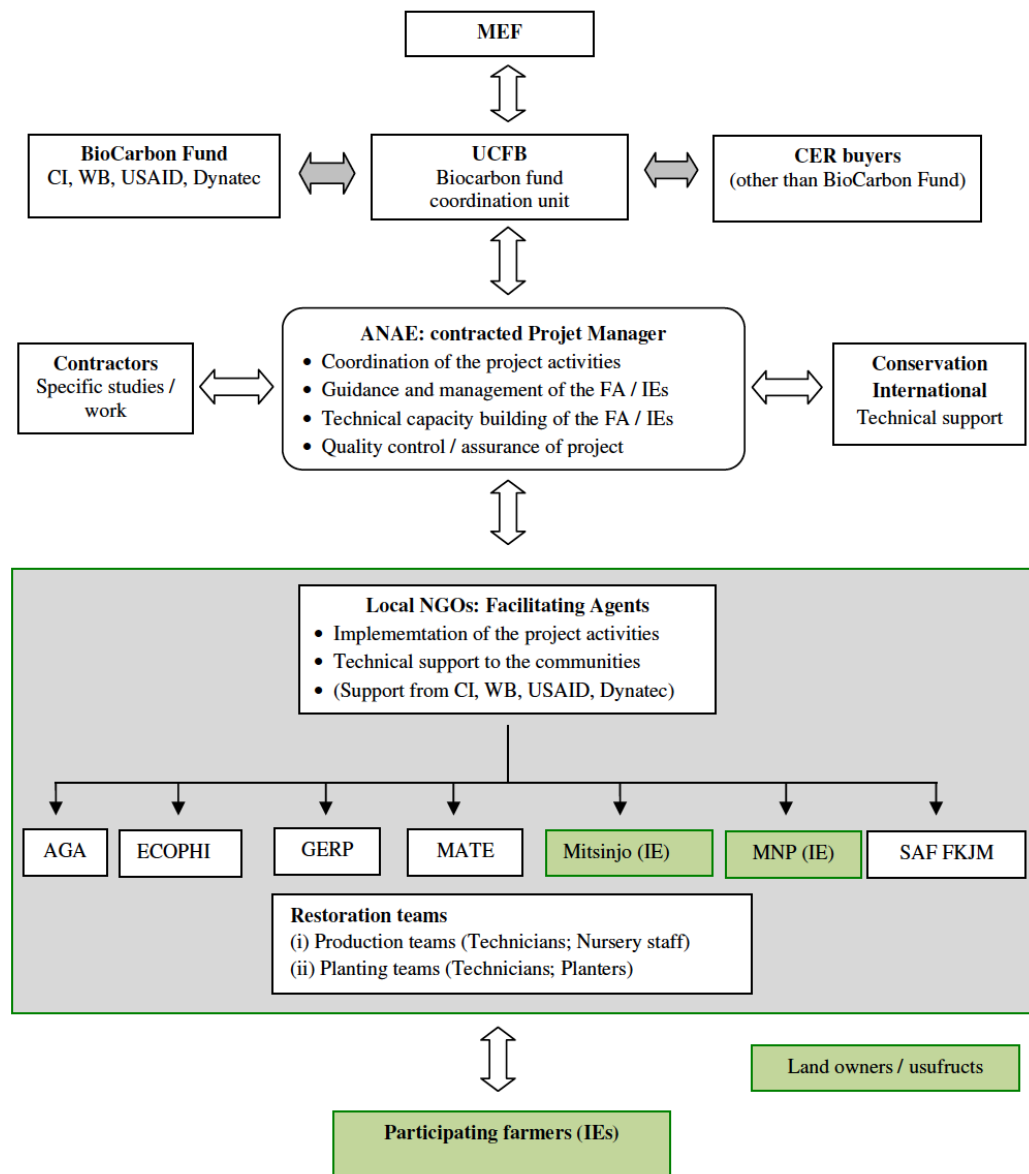 MEF
BioCarbon Fund
CI, WB, USAID, Dynatec
UCFB
Biocarbon fund
coordination unit
CER buyers
(other than BioCarbon Fund)
Contractors
Specific studies /
work
ANAE: contracted Projet Manager
• Coordination of the project activities
• Guidance and management of the FA / IEs
• Technical capacity building of the FA / IEs
• Quality control / assurance of project
Conservation
International
Technical support
Local NGOs: Facilitating Agents
• Implememtation of the project activities
• Technical support to the communities
• (Support from CI, WB, USAID, Dynatec)
AGA
ECOPHI
GERP
MATE
Mitsinjo (IE)
MNP (IE)
SAF FKJM
Restoration teams
(i) Production teams (Technicians; Nursery staff)
(ii) Planting teams (Technicians; Planters)
Land owners / usufructs
Participating farmers (IEs)